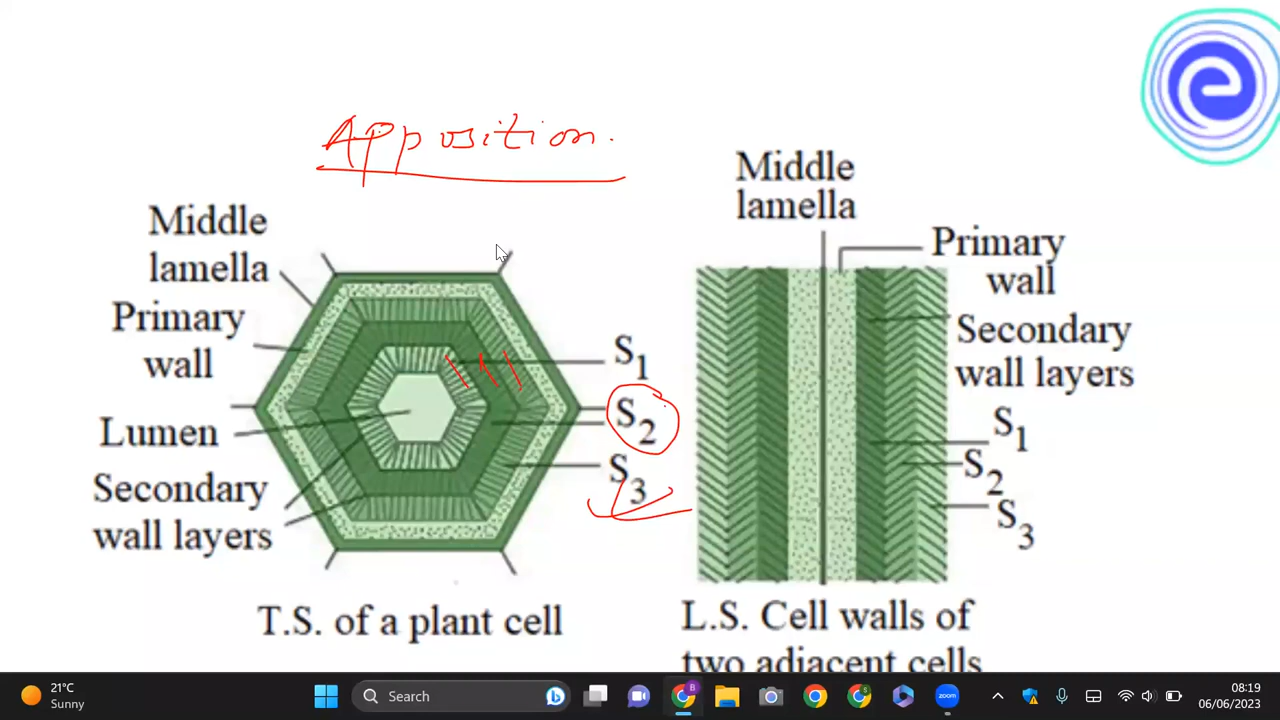 Apposition.
Middle
lamella
Primary
wall
Lumen
Secondary
wall layers
S1
S2
S3
T.S. of a plant cell
Middle
lamella
Primary
wall
Secondary
wall layers
S1
S2
S3
L.S. Cell walls of
two adjacent cells
21°C
Sunny
Search
zoom
08:19
06/06/2023